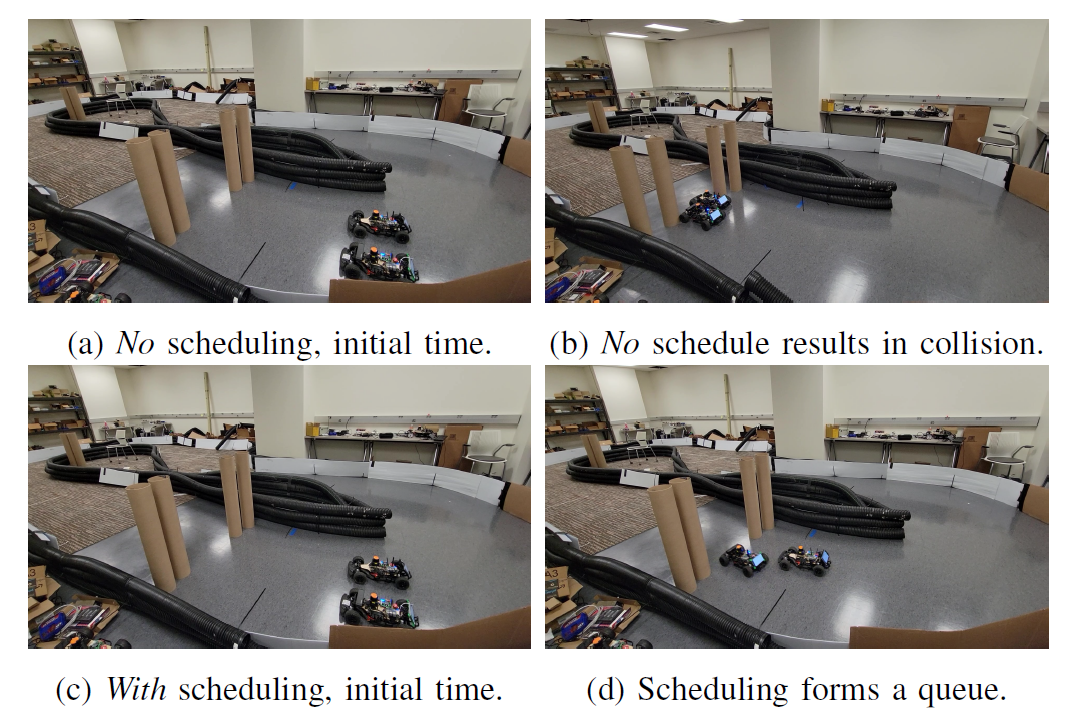 (a) No scheduling, initial time.
(b) No schedule results in collision.
(c) With scheduling, initial time.
(d) Scheduling forms a queue.